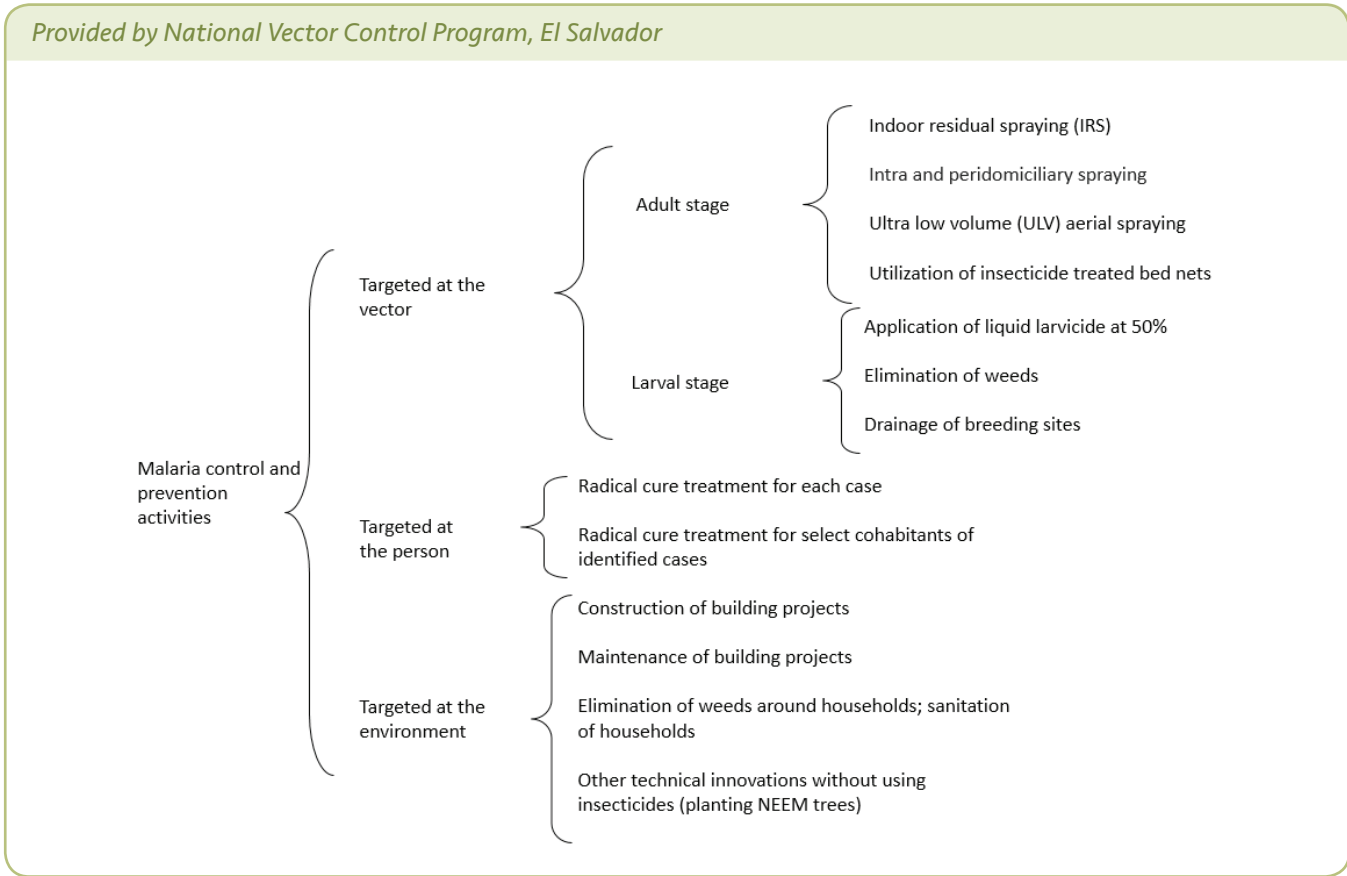 Provided by National Vector Control Program, El Salvador
Malaria control and
prevention
activities
Targeted at the
vector
Adult stage
Indoor residual spraying (IRS)
Intra and peridomiciliary spraying
Ultra low volume (ULV) aerial spraying
Utilization of insecticide treated bed nets
Larval stage
Application of liquid larvicide at 50%
Elimination of weeds
Drainage of breeding sites
Targeted at
the person
Radical cure treatment for each case
Radical cure treatment for select cohabitants of
identified cases
Targeted at the
environment
Construction of building projects
Maintenance of building projects
Elimination of weeds around households; sanitation
of households
Other technical innovations without using
insecticides (planting NEEM trees)